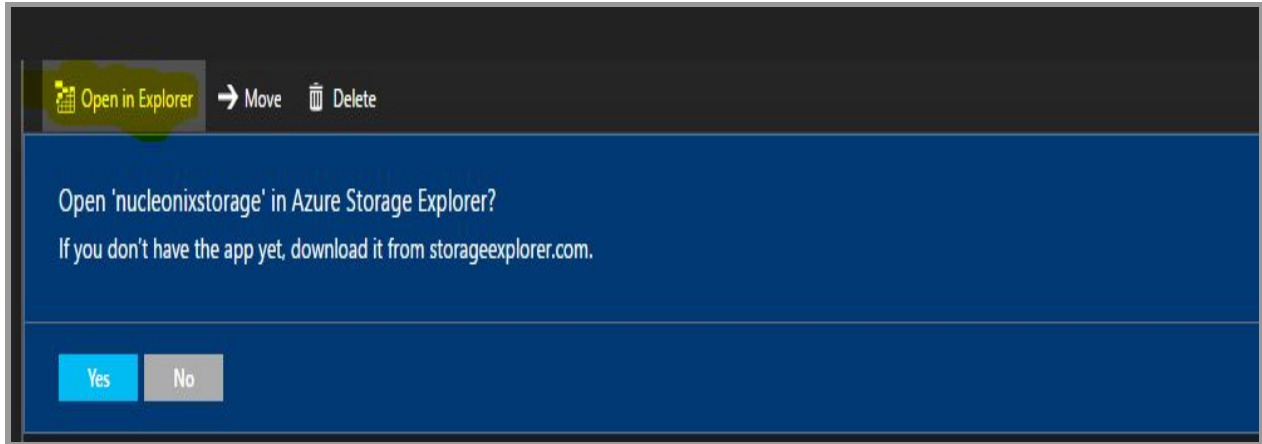 Open in Explorer Move Delete
Open 'nucleonixstorage' in Azure Storage Explorer?
If you don't have the app yet, download it from storageexplorer.com.
Yes No